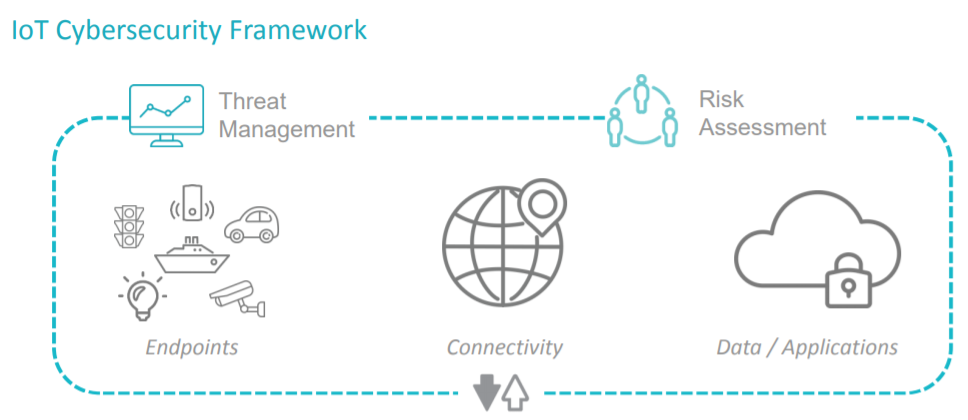 IoT Cybersecurity Framework
Threat
Management
Risk
Assessment
Endpoints
Connectivity
Data / Applications